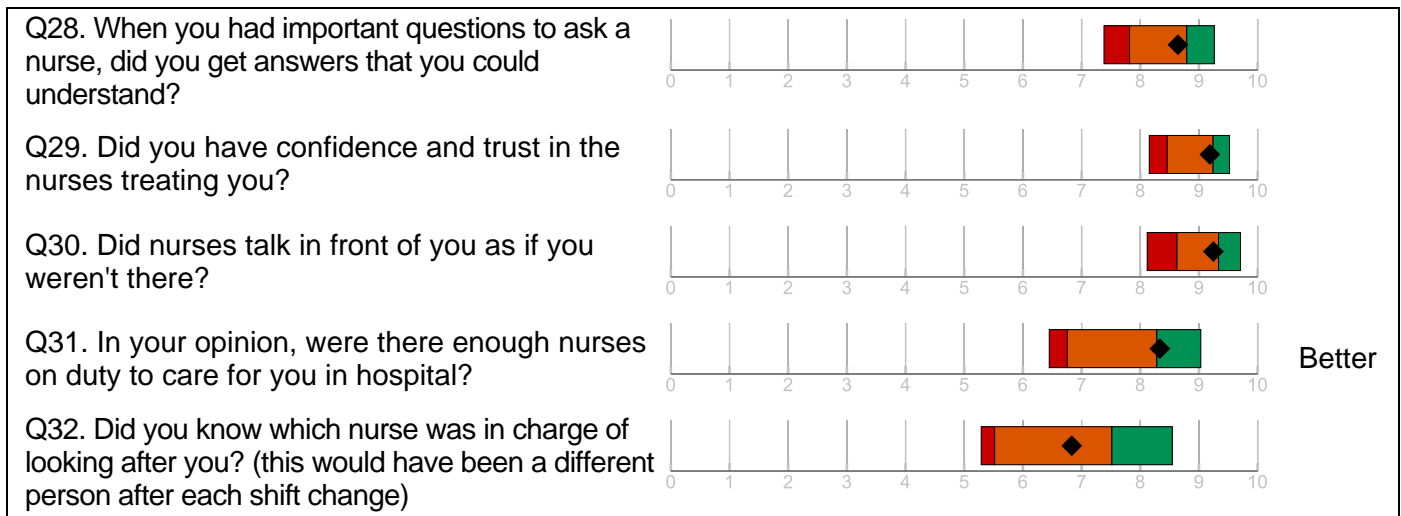 Q28. When you had important questions to ask a
nurse, did you get answers that you could
understand?
0 1 2 3 4 5 6 7 8 9 10
Q29. Did you have confidence and trust in the
nurses treating you?
0 1 2 3 4 5 6 7 8 9 10
Q30. Did nurses talk in front of you as if you
weren't there?
0 1 2 3 4 5 6 7 8 9 10
Q31. In your opinion, were there enough nurses
on duty to care for you in hospital?
0 1 2 3 4 5 6 7 8 9 10
Better
Q32. Did you know which nurse was in charge of
looking after you? (this would have been a different
person after each shift change)
0 1 2 3 4 5 6 7 8 9 10